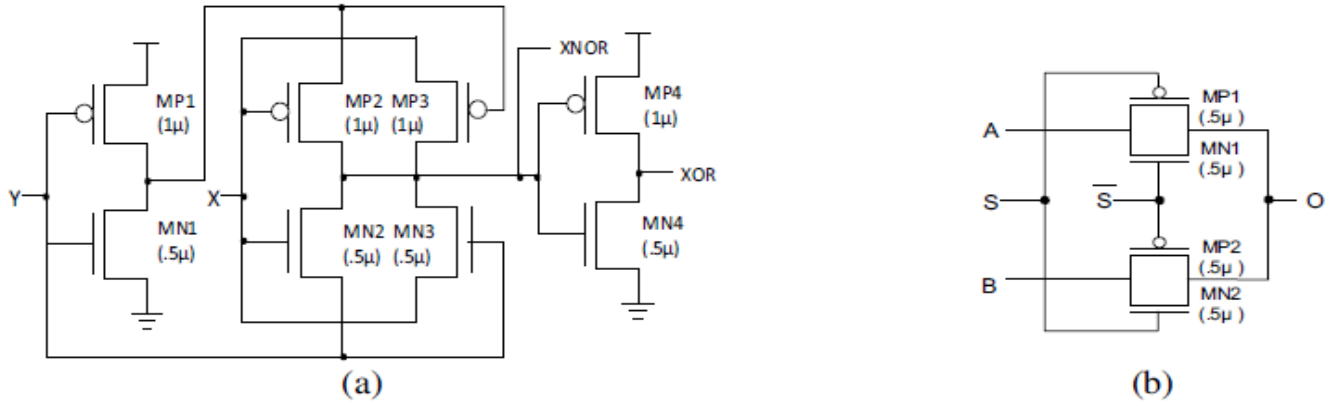 XNOR
MP1
(1µ)
MP2 MP3
(1µ) (1µ)
MP4
(1µ)
Y
X
XOR
MN1
(.5µ)
MN2 MN3
(.5µ) (.5µ)
MN4
(.5µ)
(a)
MP1
(.5µ )
A
MN1
(.5µ )
S
S̅
O
MP2
(.5µ )
B
MN2
(.5µ )
(b)